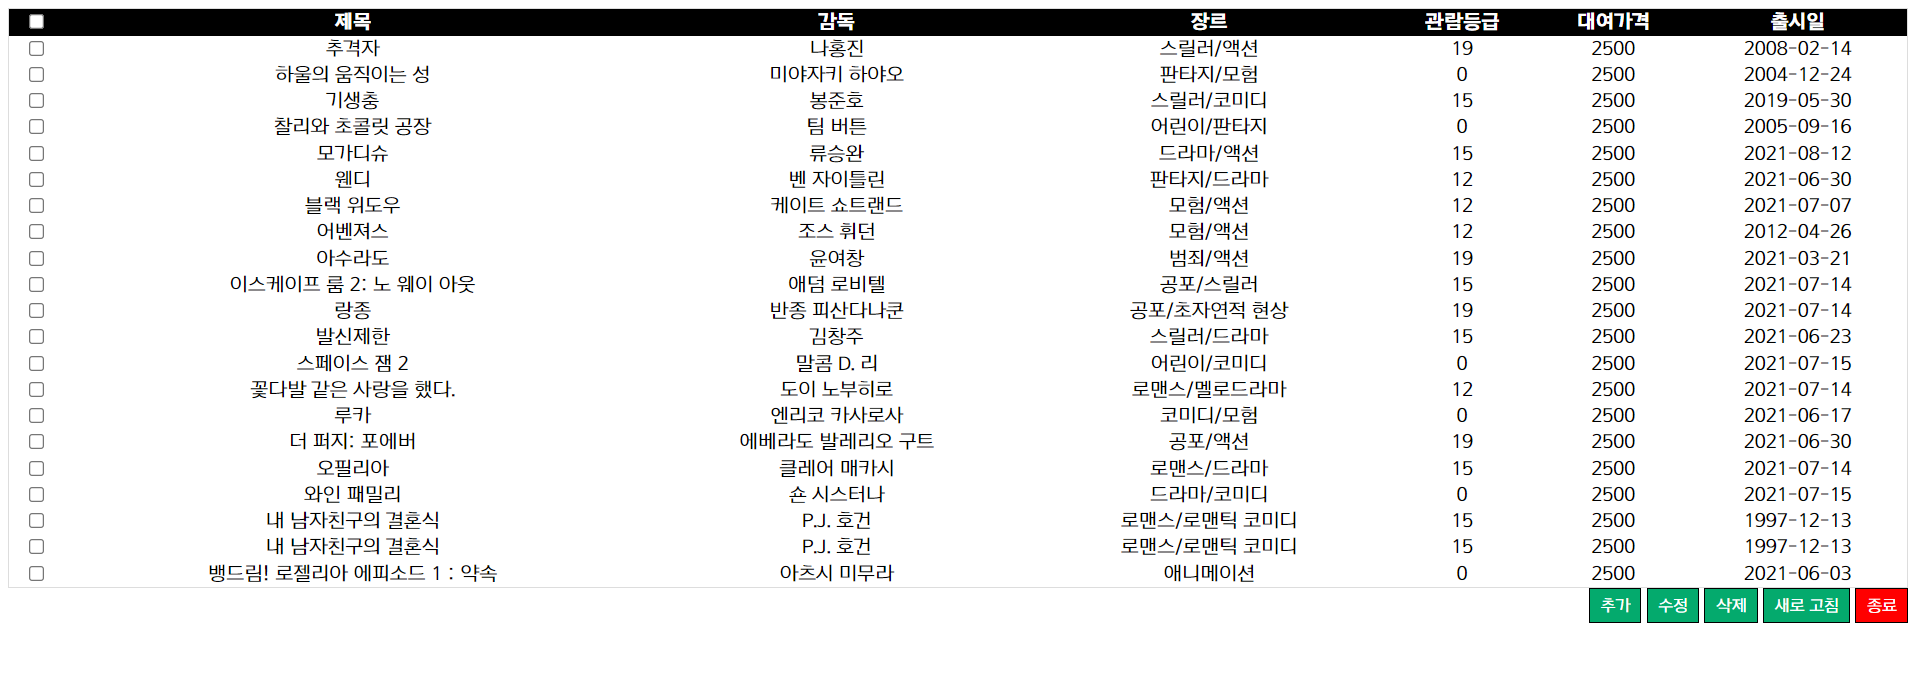 제목 감독 장르 관람등급 대여가격 출시일
추격자 나홍진 스릴러/액션 19 2500 2008-02-14
하울의 움직이는 성 미야자키 하야오 판타지/모험 0 2500 2004-12-24
기생충 봉준호 스릴러/코미디 15 2500 2019-05-30
찰리와 초콜릿 공장 팀 버튼 어린이/판타지 0 2500 2005-09-16
모가디슈 류승완 드라마/액션 15 2500 2021-08-12
웬디 벤 자이틀린 판타지/드라마 12 2500 2021-06-30
블랙 위도우 케이트 쇼트랜드 모험/액션 12 2500 2021-07-07
어벤져스 조스 휘던 모험/액션 12 2500 2012-04-26
아수라도 윤여창 범죄/액션 19 2500 2021-03-21
이스케이프 룸 2: 노 웨이 아웃 애덤 로비텔 공포/스릴러 15 2500 2021-07-14
랑종 반종 피산다나쿤 공포/초자연적 현상 19 2500 2021-07-14
발신제한 김창주 스릴러/드라마 15 2500 2021-06-23
스페이스 잼 2 말콤 D. 리 어린이/코미디 0 2500 2021-07-15
꽃다발 같은 사랑을 했다. 도이 노부히로 로맨스/멜로드라마 12 2500 2021-07-14
루카 엔리코 카사로사 코미디/모험 0 2500 2021-06-17
더 퍼지: 포에버 에베라도 발레리오 구트 공포/액션 19 2500 2021-06-30
오필리아 클레어 매카시 로맨스/드라마 15 2500 2021-07-14
와인 패밀리 숀 시스터나 드라마/코미디 0 2500 2021-07-15
내 남자친구의 결혼식 P.J. 호건 로맨스/로맨틱 코미디 15 2500 1997-12-13
내 남자친구의 결혼식 P.J. 호건 로맨스/로맨틱 코미디 15 2500 1997-12-13
뱅드림! 로젤리아 에피소드 1 : 약속 아츠시 미무라 애니메이션 0 2500 2021-06-03
추가 수정 삭제 새로 고침 종료